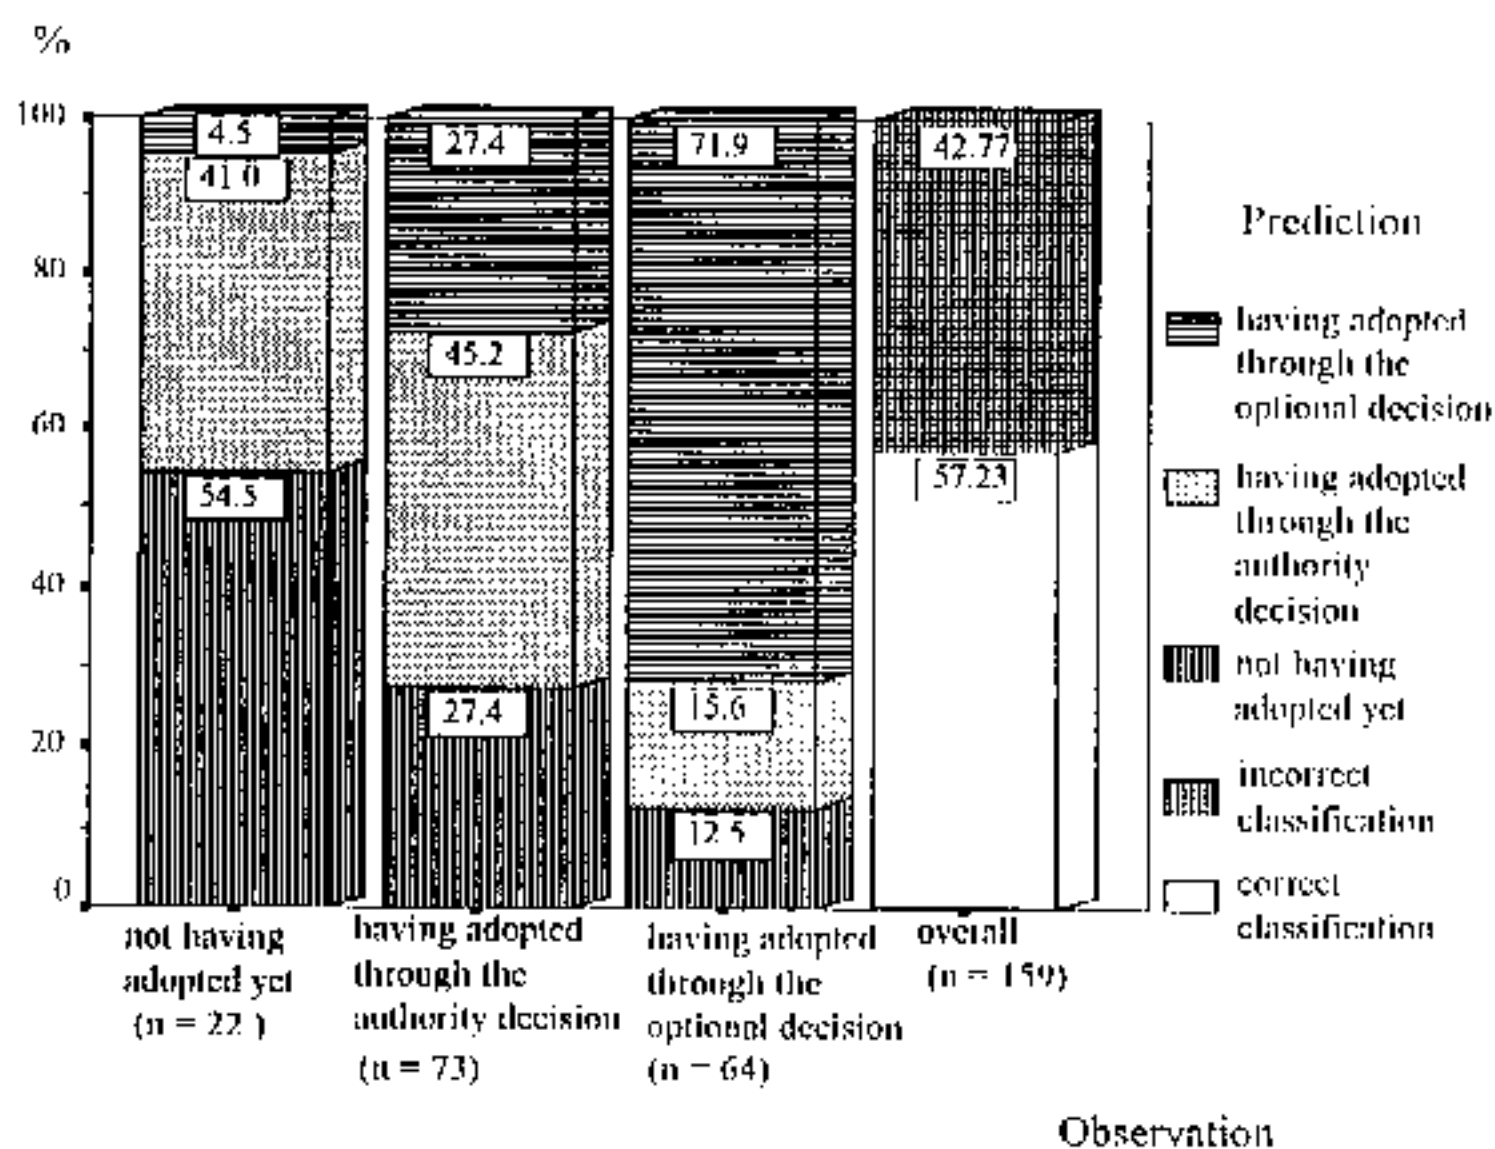 %
100
80
60
40
20
0
4.5
41.0
54.5
27.4
45.2
27.4
71.9
15.6
12.5
42.77
57.23
not having
adopted yet
(n = 22 )
having adopted
through the
authority decision
(n = 73)
having adopted
through the
optional decision
(n = 64)
overall
(n = 159)
Observation
Prediction
having adopted
through the
optional decision
having adopted
through the
authority
decision
not having
adopted yet
incorrect
classification
correct
classification